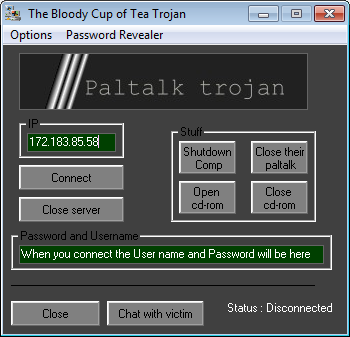 The Bloody Cup of Tea Trojan
Options Password Revealer
Paltalk trojan
IP
172.183.85.58
Connect
Close server
Stuff
Shutdown
Comp
Close their
paltalk
Open
cd-rom
Close
cd-rom
Password and Username
When you connect the User name and Password will be here
Close
Chat with victim
Status : Disconnected